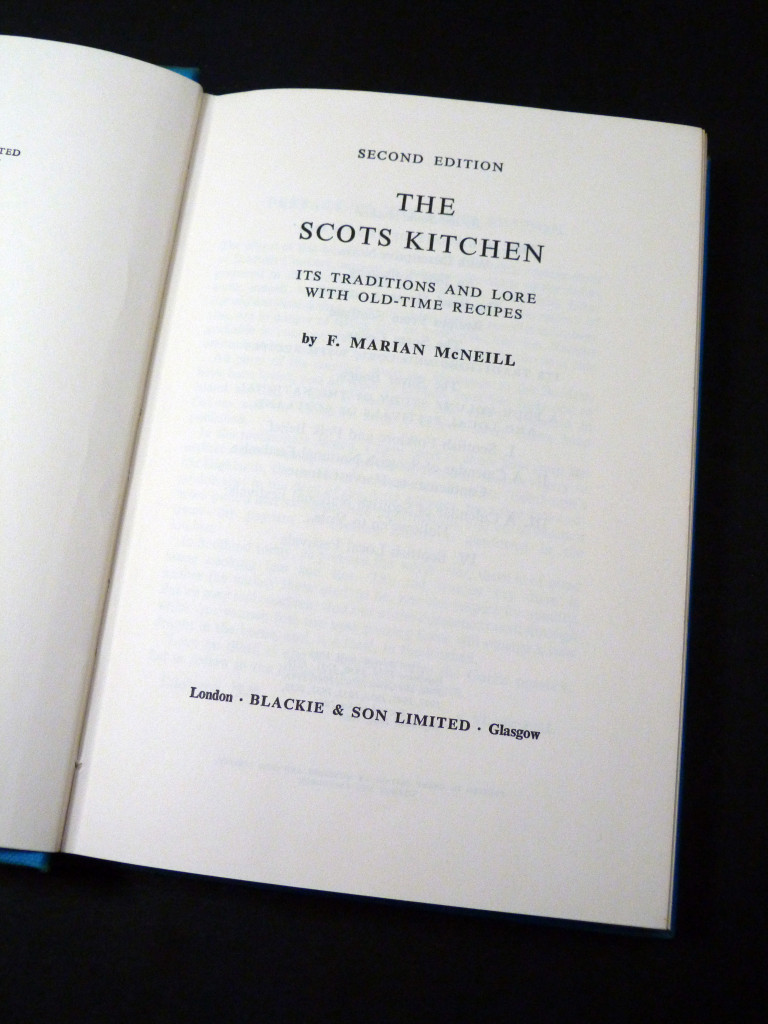 TED
SECOND EDITION
THE
SCOTS KITCHEN
ITS TRADITIONS AND LORE
WITH OLD-TIME RECIPES
by F. MARIAN McNEILL
London · BLACKIE & SON LIMITED · Glasgow